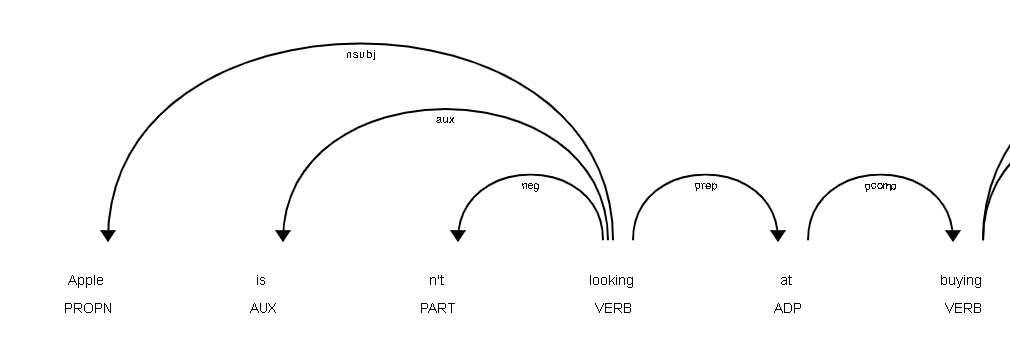 nsubj
aux
neg prep pcomp
Apple is n't looking at buying
PROPN AUX PART VERB ADP VERB